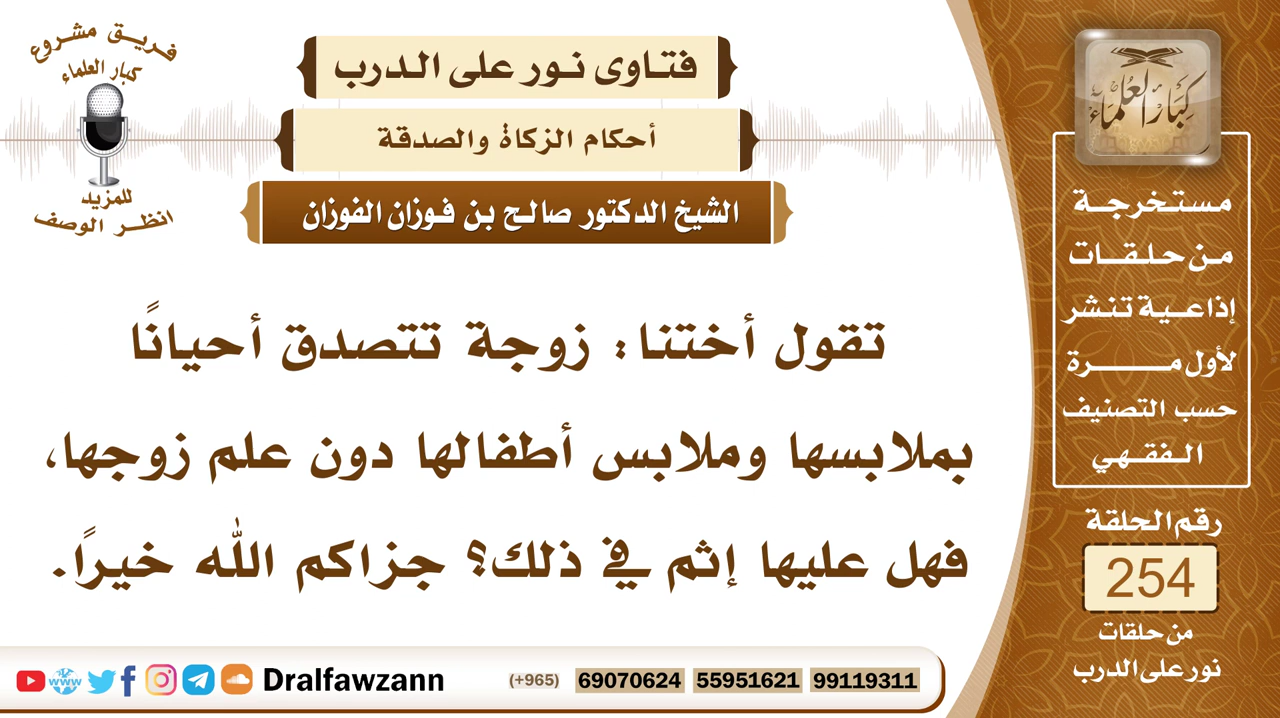 فريق مشروع
كبار العلماء
للمزيد
انظر الوصف
فتاوى نور على الدرب
أحكام الزكاة والصدقة
الشيخ الدكتور صالح بن فوزان الفوزان
تقول أختنا: زوجة تتصدق أحيانًا
بملابسها وملابس أطفالها دون علم زوجها،
فهل عليها إثم في ذلك؟ جزاكم الله خيرًا.
كبار العلماء
مستخرجة
من حلقات
إذاعية تنشر
لأول مرة
حسب التصنيف
الفقهي
رقم الحلقة
254
من حلقات
نور على الدرب
www Dralfawzann (+965) 69070624 55951621 99119311